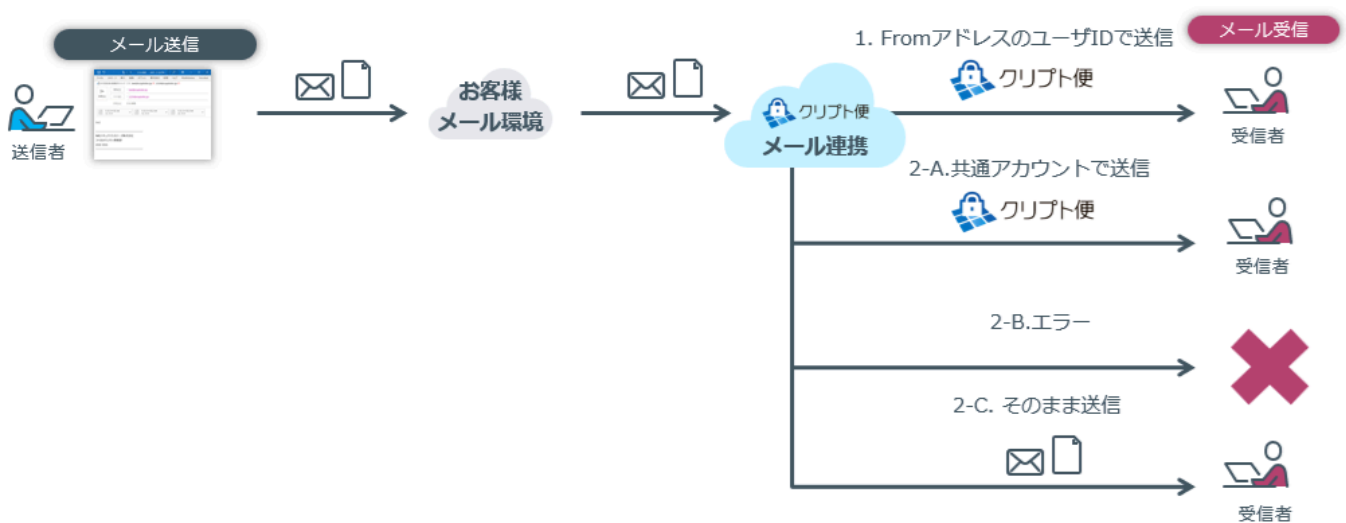 メール送信
送信者
お客様
メール環境
クリプト便
メール連携
1. FromアドレスのユーザIDで送信
メール受信
クリプト便
受信者
2-A.共通アカウントで送信
クリプト便
受信者
2-B.エラー
2-C. そのまま送信
受信者